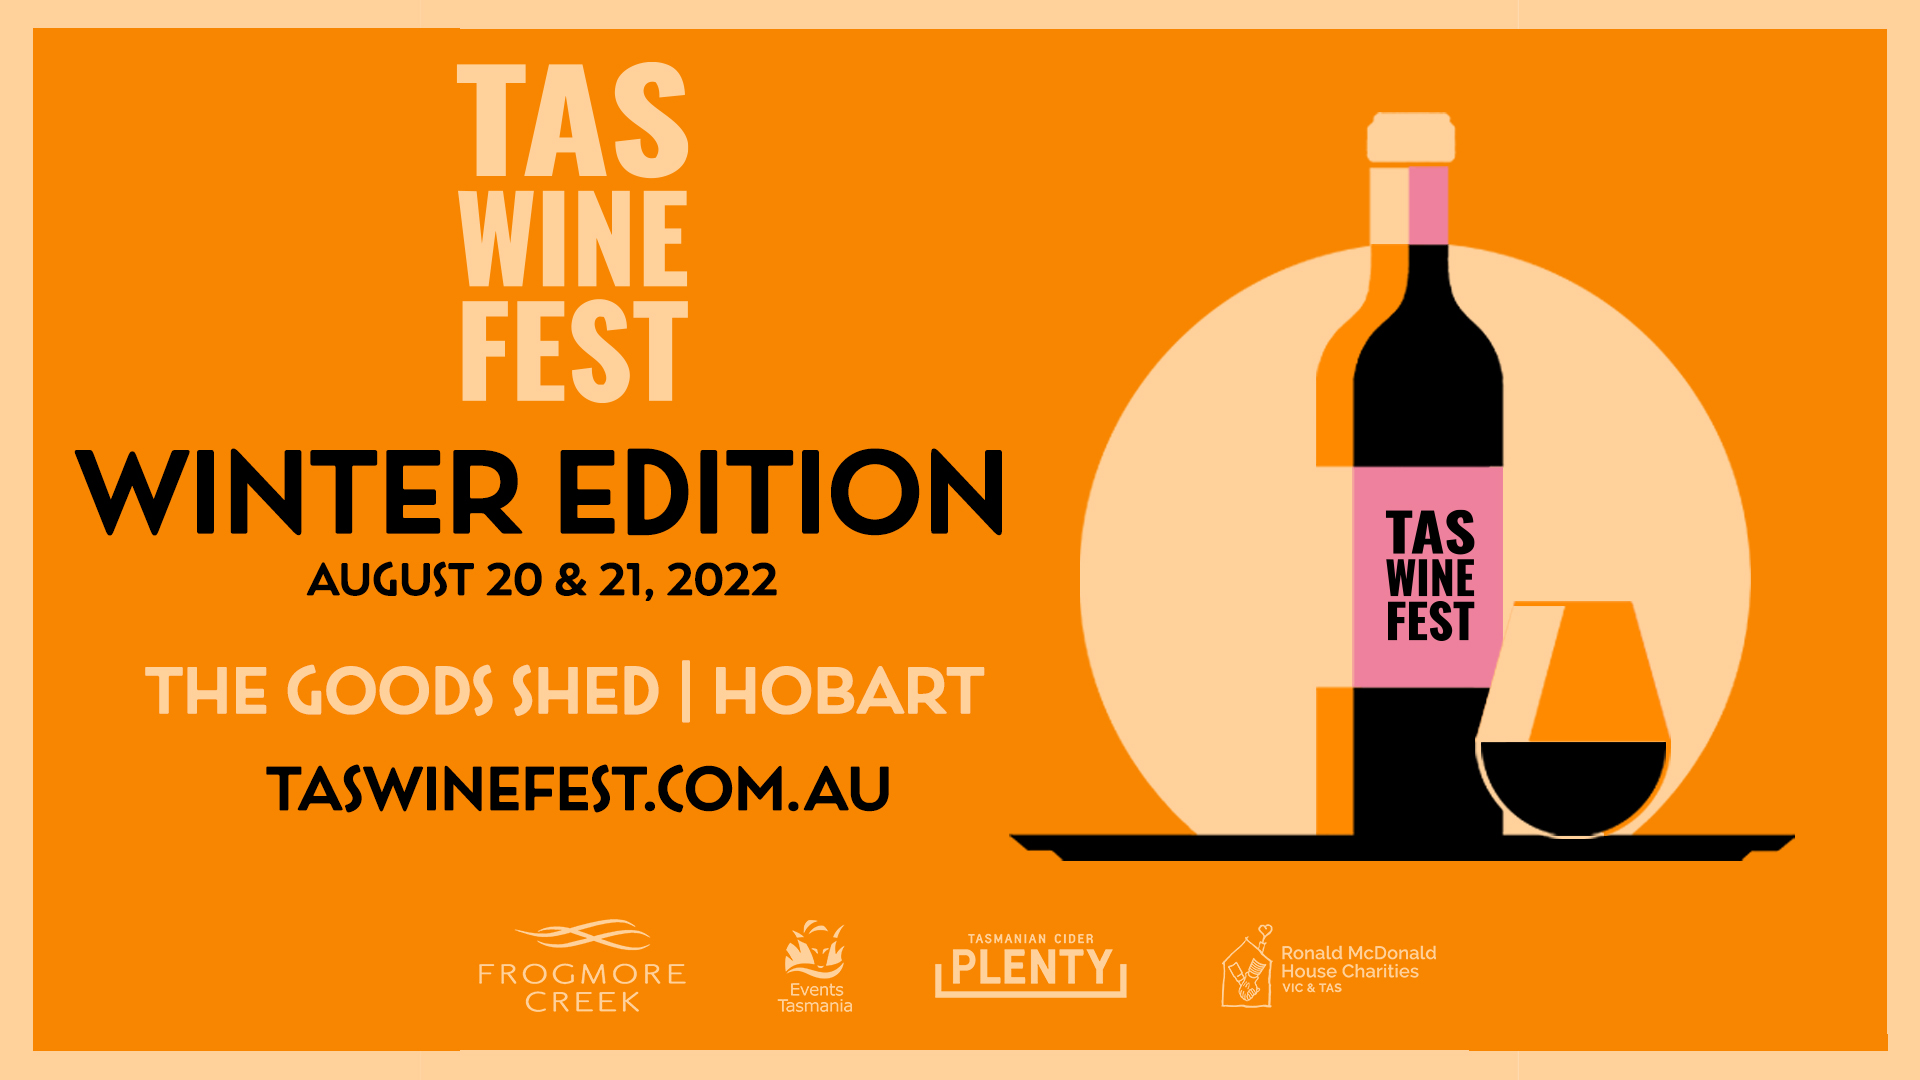 TAS
WINE
FEST
WINTER EDITION
AUGUST 20 & 21, 2022
THE GOODS SHED | HOBART
TASWINEFEST.COM.AU
TAS
WINE
FEST
FROGMORE
CREEK
Events
Tasmania
TASMANIAN CIDER
PLENTY
Ronald McDonald
House Charities
VIC & TAS